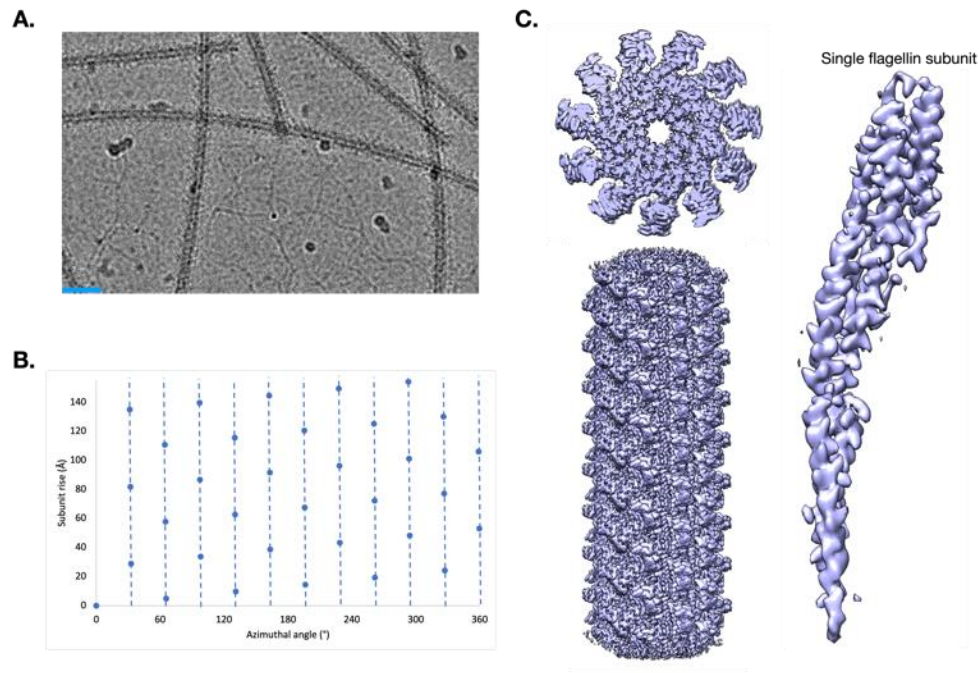 A.
C.
Single flagellin subunit
B.
140
120
100
80
60
40
20
0
Subunit rise (Å)
0 60 120 180 240 300 360
Azimuthal angle (°)